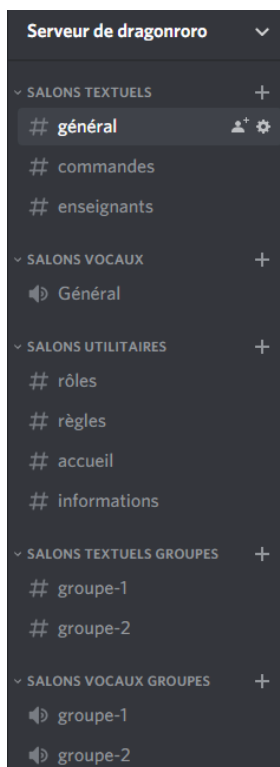 Serveur de dragonroro
SALONS TEXTUELS
général
commandes
enseignants
SALONS VOCAUX
Général
SALONS UTILITAIRES
rôles
règles
accueil
informations
SALONS TEXTUELS GROUPES
groupe-1
groupe-2
SALONS VOCAUX GROUPES
groupe-1
groupe-2